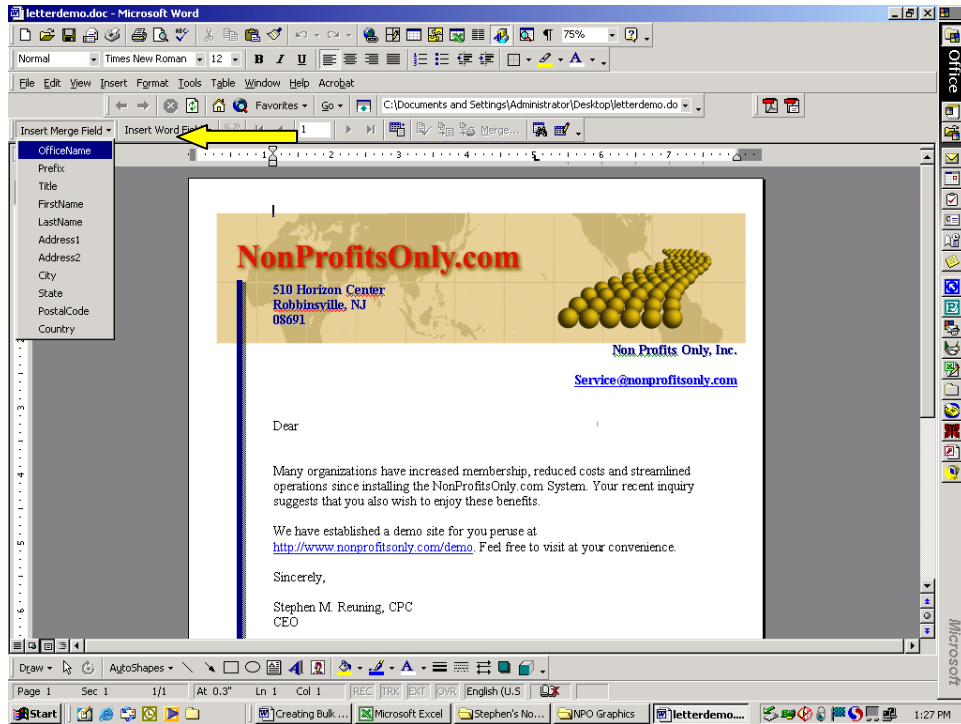 letterdemo.doc - Microsoft Word
75%
Normal Times New Roman 12 B I U A
File Edit View Insert Format Tools Table Window Help Acrobat
Favorites Go C:\Documents and Settings\Administrator\Desktop\letterdemo.do
Insert Merge Field Insert Word 1 Merge...
OfficeName
Prefix
Title
FirstName
LastName
Address1
Address2
City
State
PostalCode
Country
1 2 3 4 5 6 7
NonProfitsOnly.com
510 Horizon Center
Robbinsville, NJ
08691
Non Profits Only, Inc.
Service@nonprofitsonly.com
Dear
Many organizations have increased membership, reduced costs and streamlined
operations since installing the NonProfitsOnly.com System. Your recent inquiry
suggests that you also wish to enjoy these benefits.
We have established a demo site for you peruse at
http://www.nonprofitsonly.com/demo. Feel free to visit at your convenience.
Sincerely,
Stephen M. Reuning, CPC
CEO
Draw AutoShapes A
Page 1 Sec 1 1/1 At 0.3" Ln 1 Col 1 REC TRK EXT OVR English (U.S
Start Creating Bulk ... Microsoft Excel Stephen's No... NPO Graphics letterdemo.... 1:27 PM
Office
Microsoft